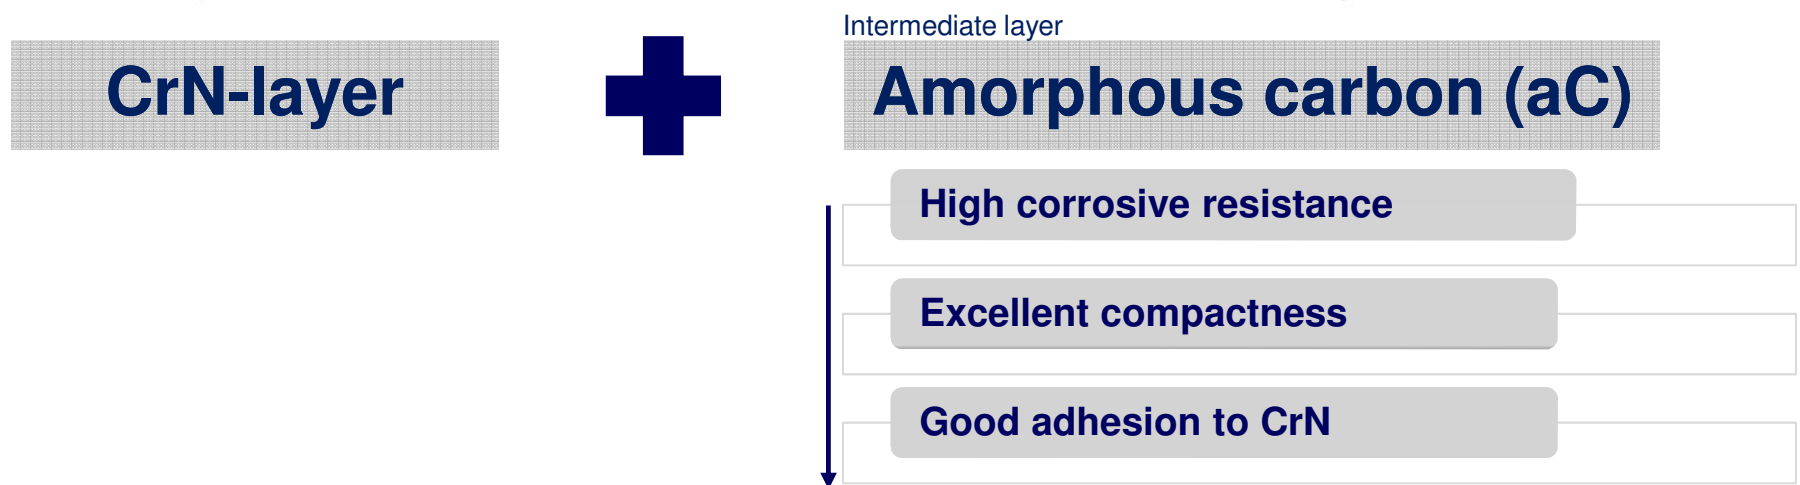 Intermediate layer
CrN-layer
Amorphous carbon (aC)
High corrosive resistance
Excellent compactness
Good adhesion to CrN